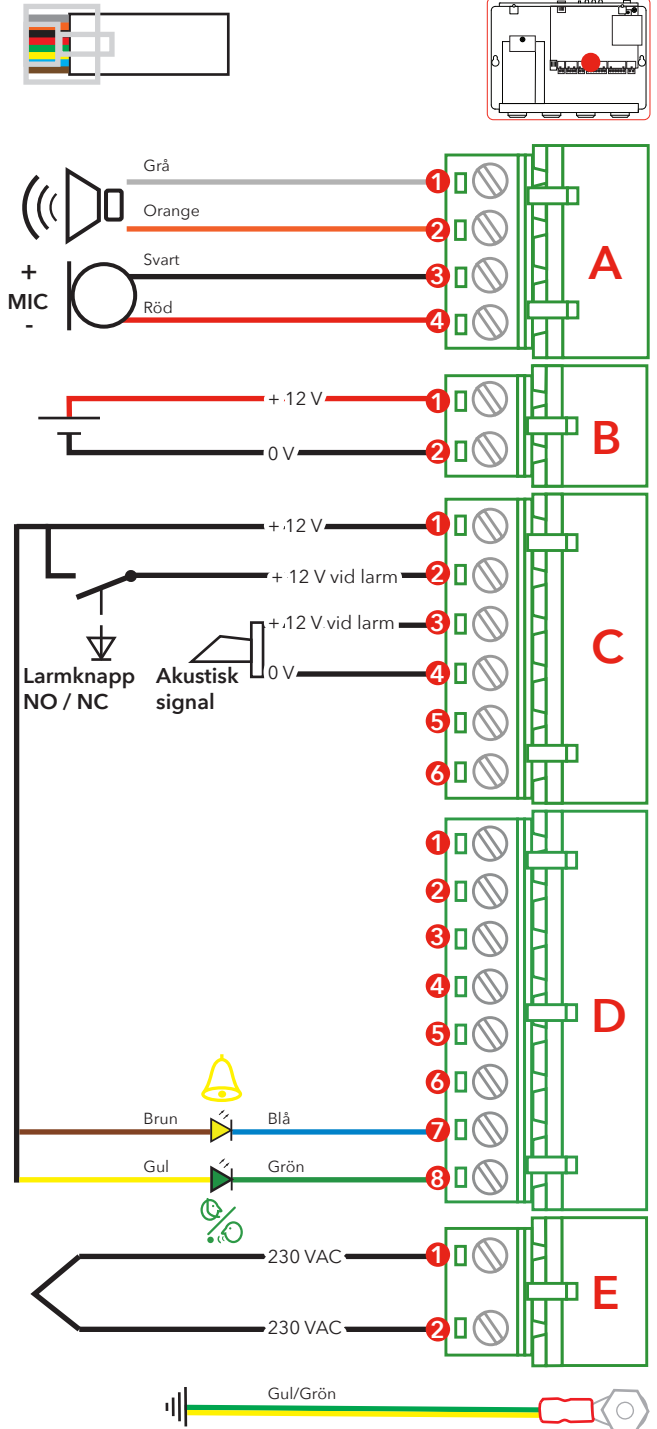 Grå
1
Orange
2
A
+
MIC
-
Svart
3
Röd
4
+ 12 V
1
B
0 V
2
+ 12 V
1
+ 12 V vid larm
2
+ 12 V vid larm
3
C
0 V
4
Larmknapp
NO / NC
Akustisk
signal
5
6
1
2
3
4
D
5
6
Brun
Blå
7
Gul
Grön
8
230 VAC
1
E
230 VAC
2
Gul/Grön